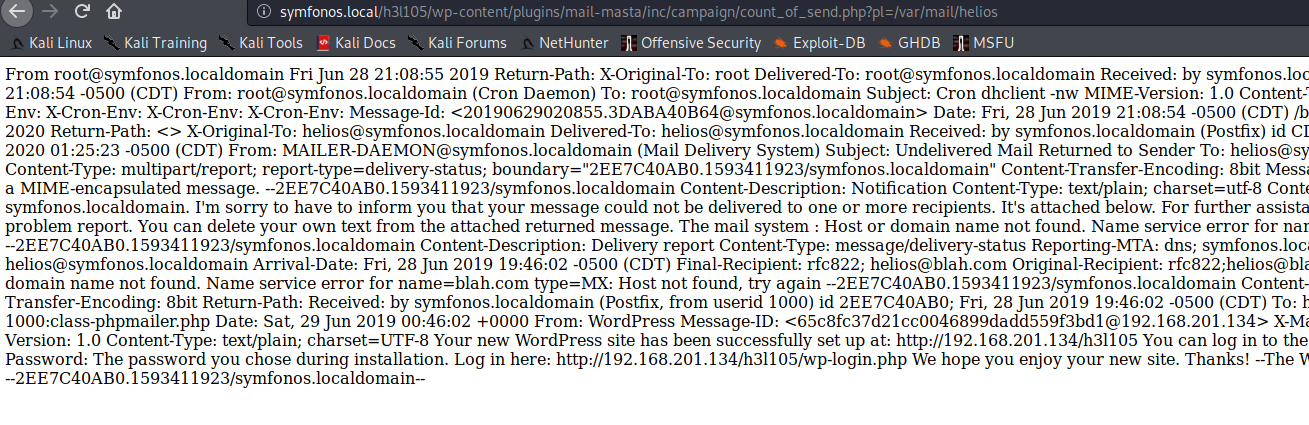 symfonos.local/h3l105/wp-content/plugins/mail-masta/inc/campaign/count_of_send.php?pl=/var/mail/helios
Kali Linux Kali Training Kali Tools Kali Docs Kali Forums NetHunter Offensive Security Exploit-DB GHDB MSFU
From root@symfonos.localdomain Fri Jun 28 21:08:55 2019 Return-Path: X-Original-To: root Delivered-To: root@symfonos.localdomain Received: by symfonos.loc
21:08:54 -0500 (CDT) From: root@symfonos.localdomain (Cron Daemon) To: root@symfonos.localdomain Subject: Cron dhclient -nw MIME-Version: 1.0 Content-T
Env: X-Cron-Env: X-Cron-Env: X-Cron-Env: Message-Id: <20190629020855.3DABA40B64@symfonos.localdomain> Date: Fri, 28 Jun 2019 21:08:54 -0500 (CDT) /b
2020 Return-Path: <> X-Original-To: helios@symfonos.localdomain Delivered-To: helios@symfonos.localdomain Received: by symfonos.localdomain (Postfix) id CI
2020 01:25:23 -0500 (CDT) From: MAILER-DAEMON@symfonos.localdomain (Mail Delivery System) Subject: Undelivered Mail Returned to Sender To: helios@sy
Content-Type: multipart/report; report-type=delivery-status; boundary="2EE7C40AB0.1593411923/symfonos.localdomain" Content-Transfer-Encoding: 8bit Messa
a MIME-encapsulated message. --2EE7C40AB0.1593411923/symfonos.localdomain Content-Description: Notification Content-Type: text/plain; charset=utf-8 Conte
symfonos.localdomain. I'm sorry to have to inform you that your message could not be delivered to one or more recipients. It's attached below. For further assista
problem report. You can delete your own text from the attached returned message. The mail system : Host or domain name not found. Name service error for nar
--2EE7C40AB0.1593411923/symfonos.localdomain Content-Description: Delivery report Content-Type: message/delivery-status Reporting-MTA: dns; symfonos.loca
helios@symfonos.localdomain Arrival-Date: Fri, 28 Jun 2019 19:46:02 -0500 (CDT) Final-Recipient: rfc822; helios@blah.com Original-Recipient: rfc822;helios@bla
domain name not found. Name service error for name=blah.com type=MX: Host not found, try again --2EE7C40AB0.1593411923/symfonos.localdomain Content-
Transfer-Encoding: 8bit Return-Path: Received: by symfonos.localdomain (Postfix, from userid 1000) id 2EE7C40AB0; Fri, 28 Jun 2019 19:46:02 -0500 (CDT) To: h
1000:class-phpmailer.php Date: Sat, 29 Jun 2019 00:46:02 +0000 From: WordPress Message-ID: <65c8fc37d21cc0046899dadd559f3bd1@192.168.201.134> X-Ma
Version: 1.0 Content-Type: text/plain; charset=UTF-8 Your new WordPress site has been successfully set up at: http://192.168.201.134/h3l105 You can log in to the
Password: The password you chose during installation. Log in here: http://192.168.201.134/h3l105/wp-login.php We hope you enjoy your new site. Thanks! --The W
--2EE7C40AB0.1593411923/symfonos.localdomain--